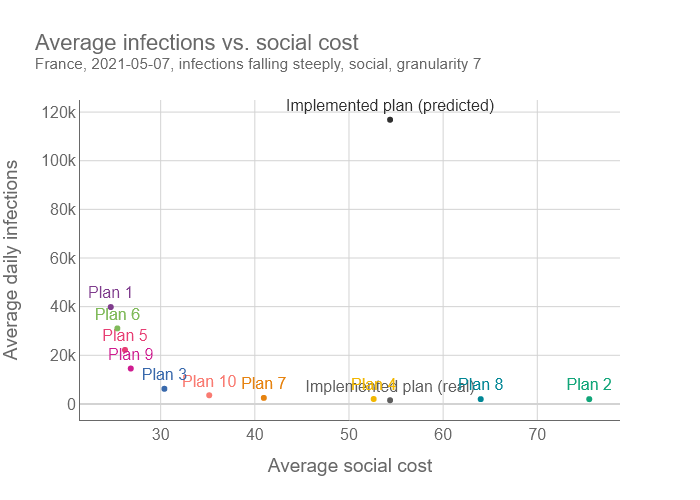 Average infections vs. social cost
France, 2021-05-07, infections falling steeply, social, granularity 7
Implemented plan (predicted)
120k
100k
80k
60k
40k
20k
0
Average daily infections
Plan 1
Plan 6
Plan 5
Plan 9
Plan 3
Plan 10
Plan 7
Implemented plan (real)
Plan 4
Plan 8
Plan 2
30
40
50
60
70
Average social cost